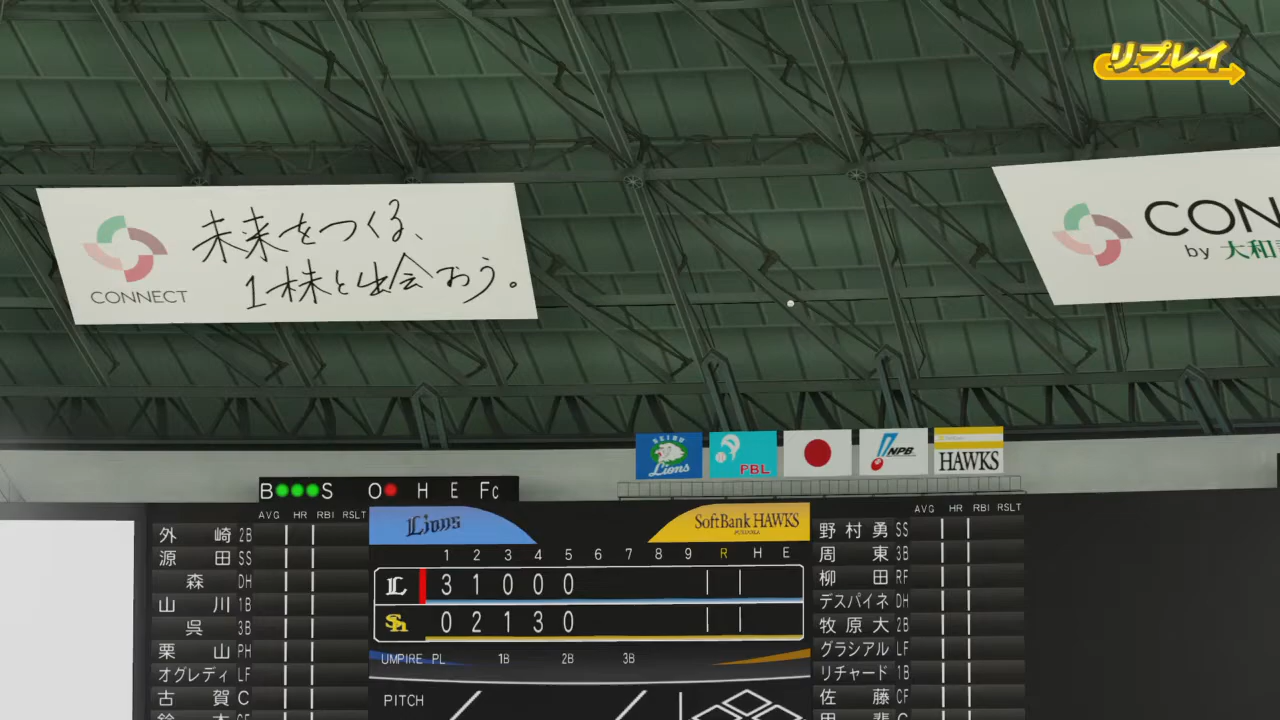 リプレイ
未来をつくる、
1株と出会おう。
CONNECT
CON
by 大和
SEIBU
Lions
PBL
NPB
HAWKS
B S O H E Fc
AVG HR RBI RSLT
外崎 2B
源田 SS
森 DH
山川 1B
呉 3B
栗山 PH
オグレディ LF
古賀 C
Lions
SoftBank HAWKS
1 2 3 4 5 6 7 8 9 R H E
L 3 1 0 0 0
Sh 0 2 1 3 0
UMPIRE PL 1B 2B 3B
PITCH
AVG HR RBI RSLT
野村勇 SS
周東 3B
柳田 RF
デスパイネ DH
牧原大 2B
グラシアル LF
リチャード 1B
佐藤 CF